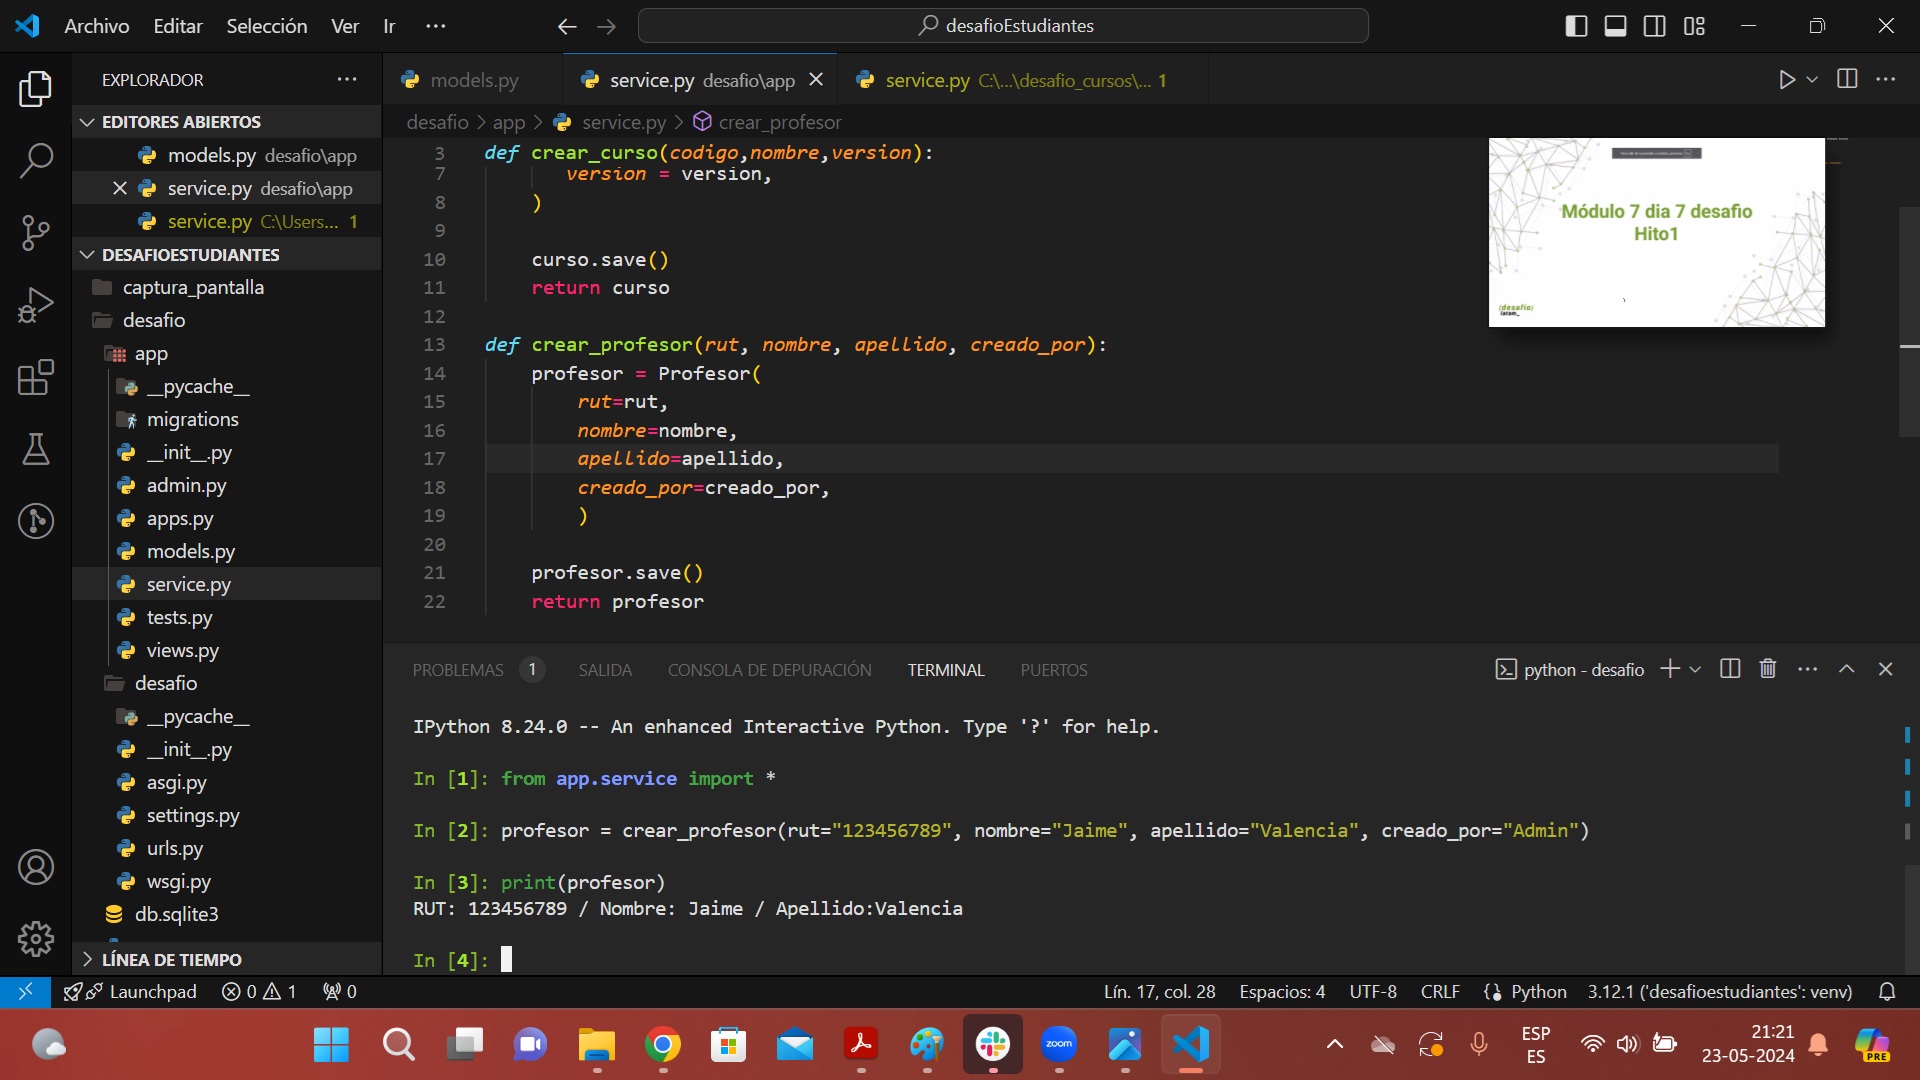 Archivo Editar Selección Ver Ir ···
desafioEstudiantes
EXPLORADOR ···
EDITORES ABIERTOS
models.py desafio\app
service.py desafio\app
service.py C:\Users... 1
DESAFIOESTUDIANTES
captura_pantalla
desafio
app
__pycache__
migrations
__init__.py
admin.py
apps.py
models.py
service.py
tests.py
views.py
desafio
__pycache__
__init__.py
asgi.py
settings.py
urls.py
wsgi.py
db.sqlite3
LÍNEA DE TIEMPO
models.py
service.py desafio\app
service.py C:\...\desafio_cursos\... 1
desafio > app > service.py > crear_profesor
3 def crear_curso(codigo,nombre,version):
7 version = version,
8 )
9
10 curso.save()
11 return curso
12
13 def crear_profesor(rut, nombre, apellido, creado_por):
14 profesor = Profesor(
15 rut=rut,
16 nombre=nombre,
17 apellido=apellido,
18 creado_por=creado_por,
19 )
20
21 profesor.save()
22 return profesor
Módulo 7 dia 7 desafio
Hito1
{desafio}
latam_
PROBLEMAS 1 SALIDA CONSOLA DE DEPURACIÓN TERMINAL PUERTOS
python - desafio
IPython 8.24.0 -- An enhanced Interactive Python. Type '?' for help.
In [1]: from app.service import *
In [2]: profesor = crear_profesor(rut="123456789", nombre="Jaime", apellido="Valencia", creado_por="Admin")
In [3]: print(profesor)
RUT: 123456789 / Nombre: Jaime / Apellido:Valencia
In [4]:
Launchpad 0 1 0
Lín. 17, col. 28 Espacios: 4 UTF-8 CRLF Python 3.12.1 ('desafioestudiantes': venv)
zoom
ESP
ES
21:21
23-05-2024
PRE